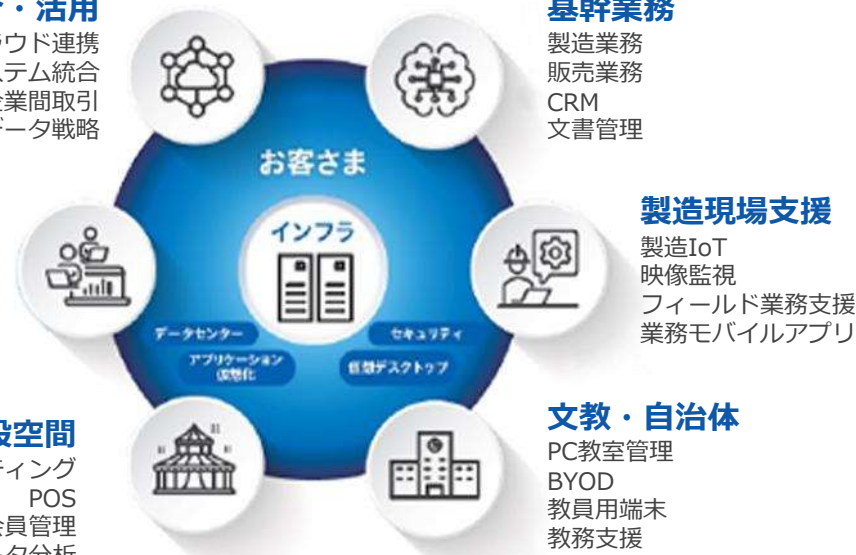 ・活用
基幹業務
ラウド連携
ステム統合
企業間取引
データ戦略
製造業務
販売業務
CRM
文書管理
お客さま
インフラ
製造現場支援
製造IoT
映像監視
フィールド業務支援
業務モバイルアプリ
データセンター
セキュリティ
アプリケーション
仮想化
仮想デスクトップ
設空間
ティング
POS
会員管理
ータ分析
文教・自治体
PC教室管理
BYOD
教員用端末
教務支援